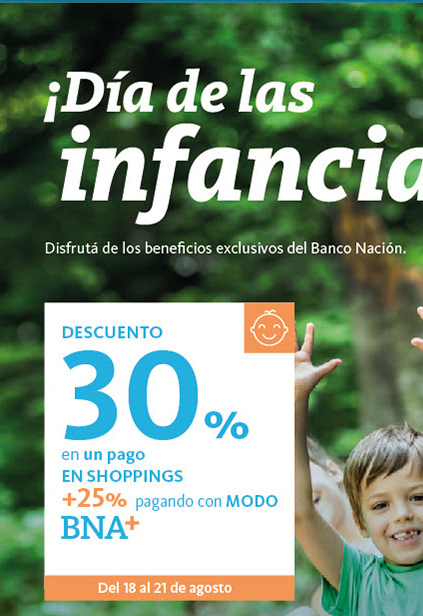 ¡Día de las
infancia
Disfrutá de los beneficios exclusivos del Banco Nación.
DESCUENTO
30%
en un pago
EN SHOPPINGS
+25% pagando con MODO
BNA+
Del 18 al 21 de agosto